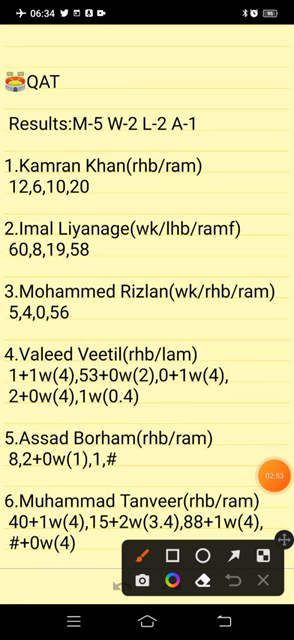 06:34
95
QAT
Results:M-5 W-2 L-2 A-1
1.Kamran Khan(rhb/ram)
12,6,10,20
2.Imal Liyanage(wk/lhb/ramf)
60,8,19,58
3.Mohammed Rizlan(wk/rhb/ram)
5,4,0,56
4.Valeed Veetil(rhb/lam)
1+1w(4),53+0w(2),0+1w(4),
2+0w(4),1w(0.4)
5.Assad Borham(rhb/ram)
8,2+0w(1),1,#
02:53
6.Muhammad Tanveer(rhb/ram)
40+1w(4),15+2w(3.4),88+1w(4),
#+0w(4)